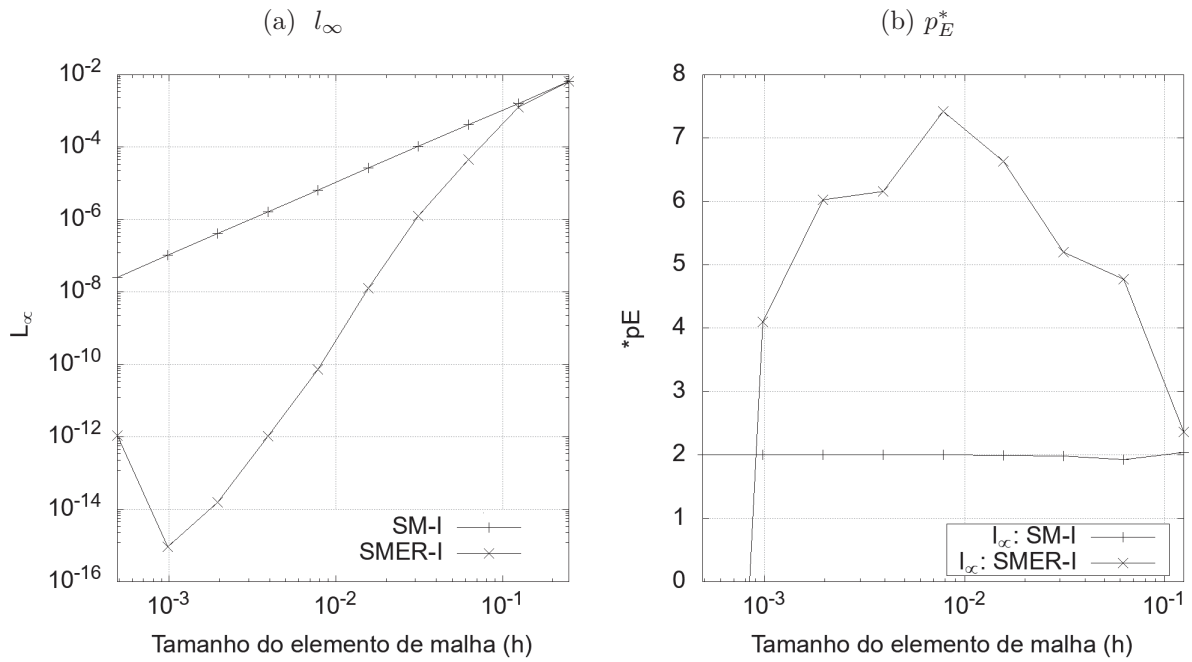 (a) l∞
(b) p*E
10-2
10-4
10-6
10-8
10-10
10-12
10-14
10-16
L∝
SM-I
SMER-I
10-3
10-2
10-1
Tamanho do elemento de malha (h)
8
7
6
5
4
3
2
1
0
*pE
l∝: SM-I
l∝: SMER-I
10-3
10-2
10-1
Tamanho do elemento de malha (h)